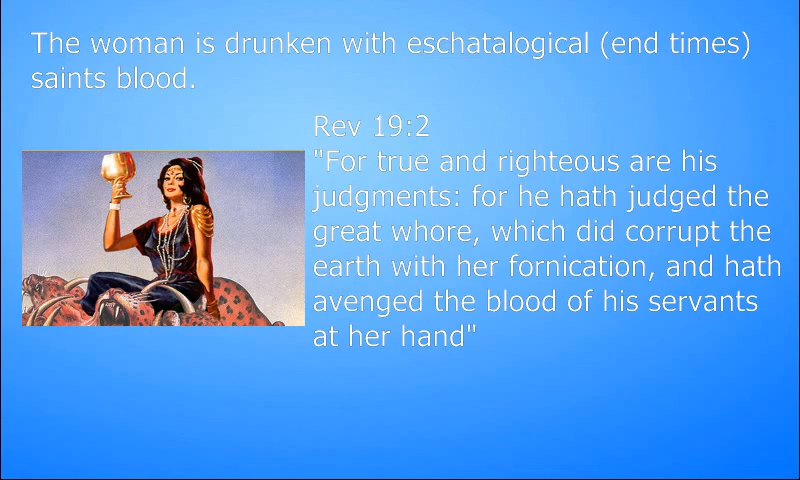 The woman is drunken with eschatalogical (end times)
saints blood.
Rev 19:2
"For true and righteous are his
judgments: for he hath judged the
great whore, which did corrupt the
earth with her fornication, and hath
avenged the blood of his servants
at her hand"